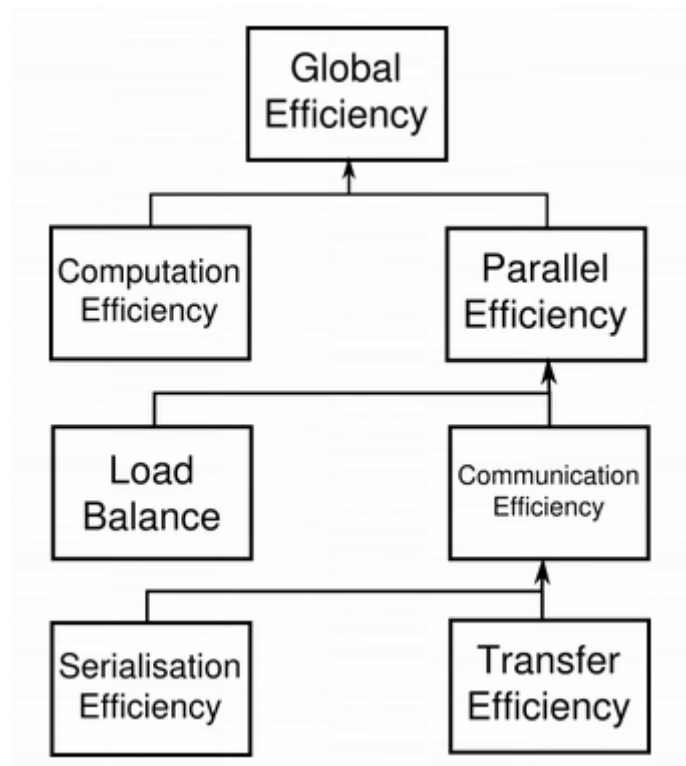 Global
Efficiency
Computation
Efficiency
Parallel
Efficiency
Load
Balance
Communication
Efficiency
Serialisation
Efficiency
Transfer
Efficiency